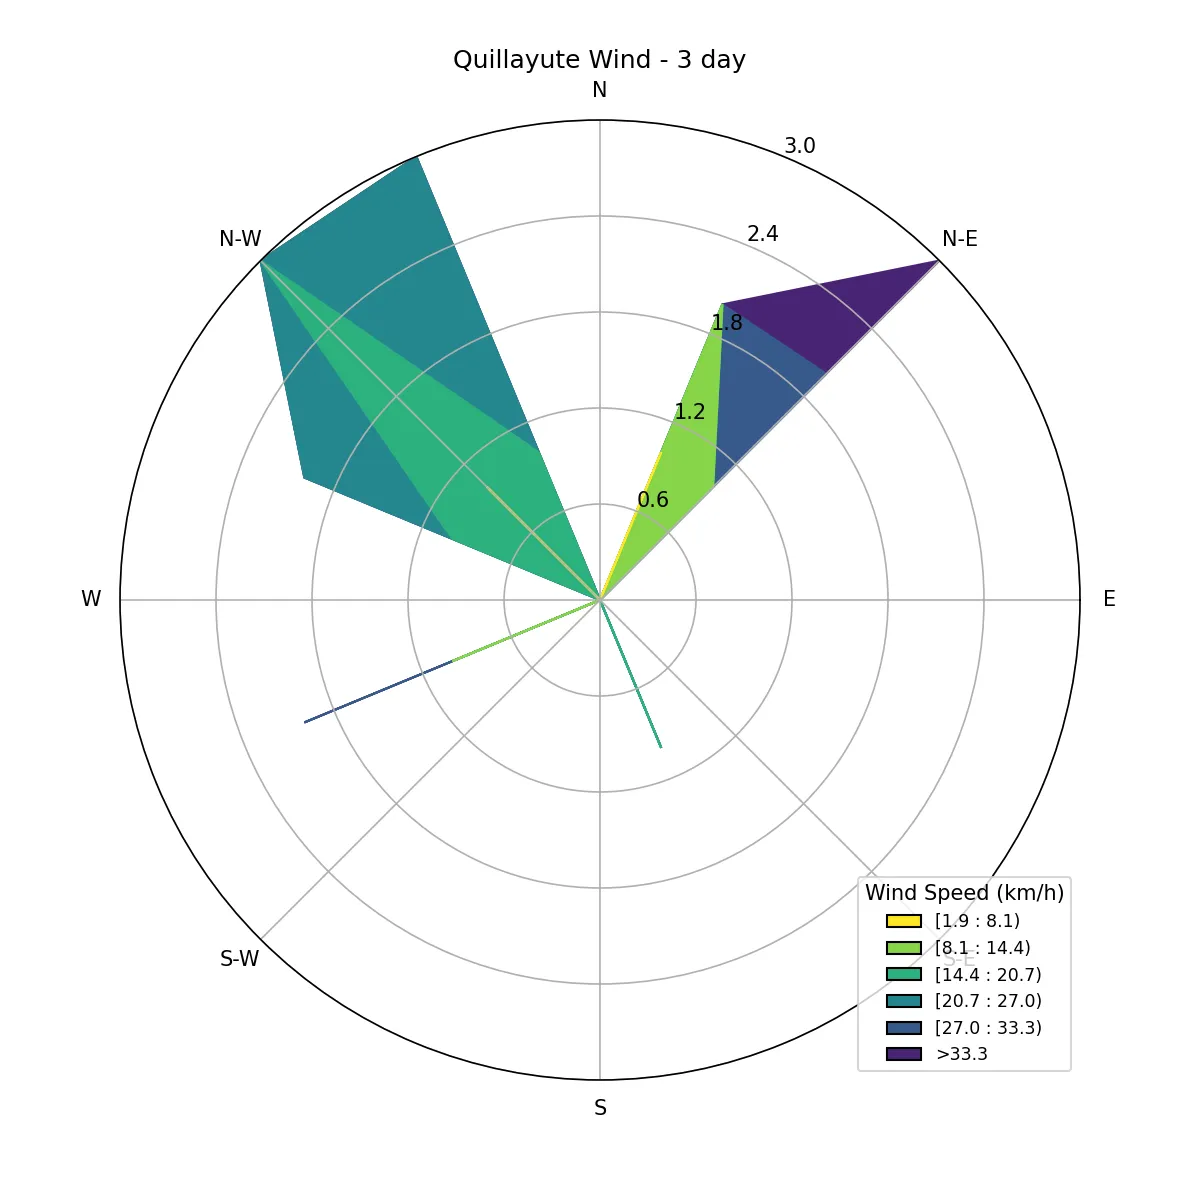 Quillayute Wind - 3 day
N
3.0
2.4
N-W
N-E
1.8
1.2
0.6
W
E
Wind Speed (km/h)
[1.9 : 8.1)
[8.1 : 14.4)
S-W
S-E
[14.4 : 20.7)
[20.7 : 27.0)
[27.0 : 33.3)
>33.3
S